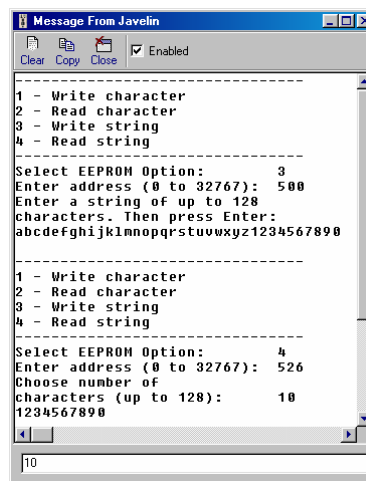 Message From Javelin
Clear Copy Close Enabled
--------------------------------
1 - Write character
2 - Read character
3 - Write string
4 - Read string
--------------------------------
Select EEPROM Option: 3
Enter address (0 to 32767): 500
Enter a string of up to 128
characters. Then press Enter:
abcdefghijklmnopqrstuvwxyz1234567890
--------------------------------
1 - Write character
2 - Read character
3 - Write string
4 - Read string
--------------------------------
Select EEPROM Option: 4
Enter address (0 to 32767): 526
Choose number of
characters (up to 128): 10
1234567890
10